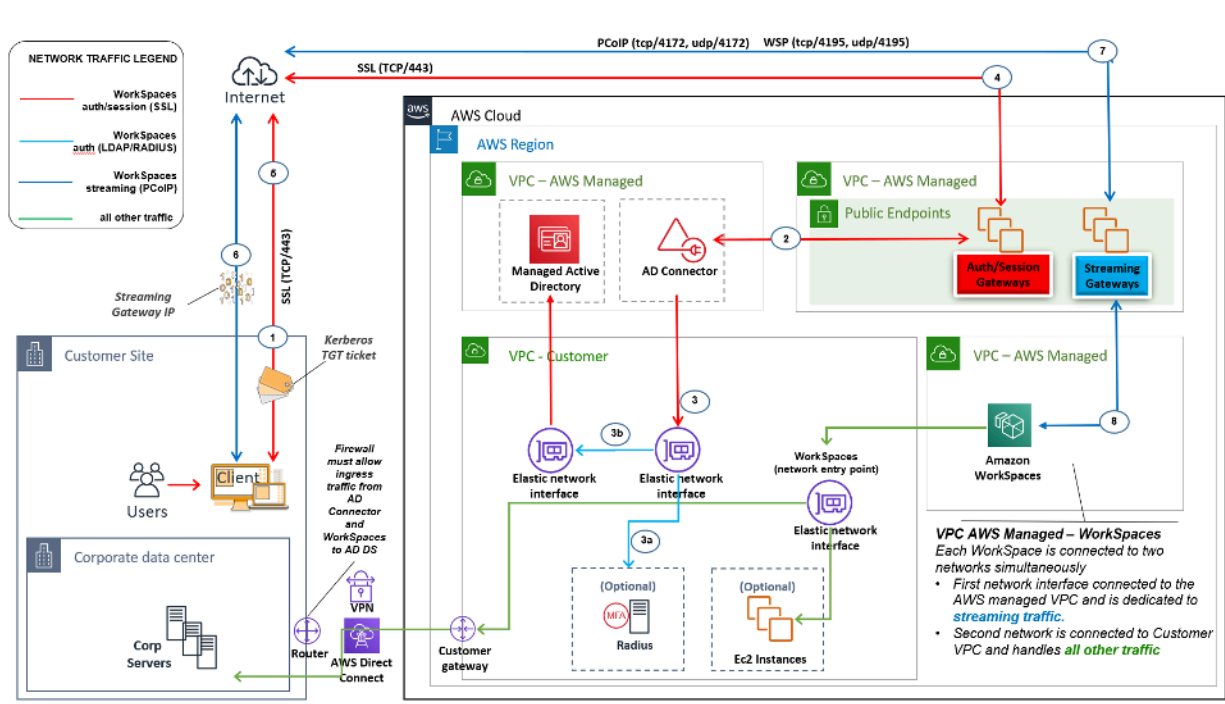 PCoIP (tcp/4172, udp/4172) WSP (tcp/4195, udp/4195)
7
NETWORK TRAFFIC LEGEND
WorkSpaces
auth/session (SSL)
WorkSpaces
auth (LDAP/RADIUS)
WorkSpaces
streaming (PCoIP)
all other traffic
Internet
SSL (TCP/443)
4
aws
AWS Cloud
AWS Region
VPC – AWS Managed
Managed Active
Directory
AD Connector
2
VPC – AWS Managed
Public Endpoints
Auth/Session
Gateways
Streaming
Gateways
5
6
SSL (TCP/443)
Streaming
Gateway IP
1
Kerberos
TGT ticket
Customer Site
Users
Client
Firewall
must allow
ingress
traffic from
AD
Connector
and
WorkSpaces
to AD DS
Corporate data center
Corp
Servers
Router
VPN
AWS Direct
Connect
VPC - Customer
3
3b
Elastic network
interface
Elastic network
interface
WorkSpaces
(network entry point)
Elastic network
interface
3a
(Optional)
MFA
Radius
(Optional)
Ec2 Instances
Customer
gateway
VPC – AWS Managed
8
Amazon
WorkSpaces
VPC AWS Managed – WorkSpaces
Each WorkSpace is connected to two
networks simultaneously
• First network interface connected to the
AWS managed VPC and is dedicated to
streaming traffic.
• Second network is connected to Customer
VPC and handles all other traffic